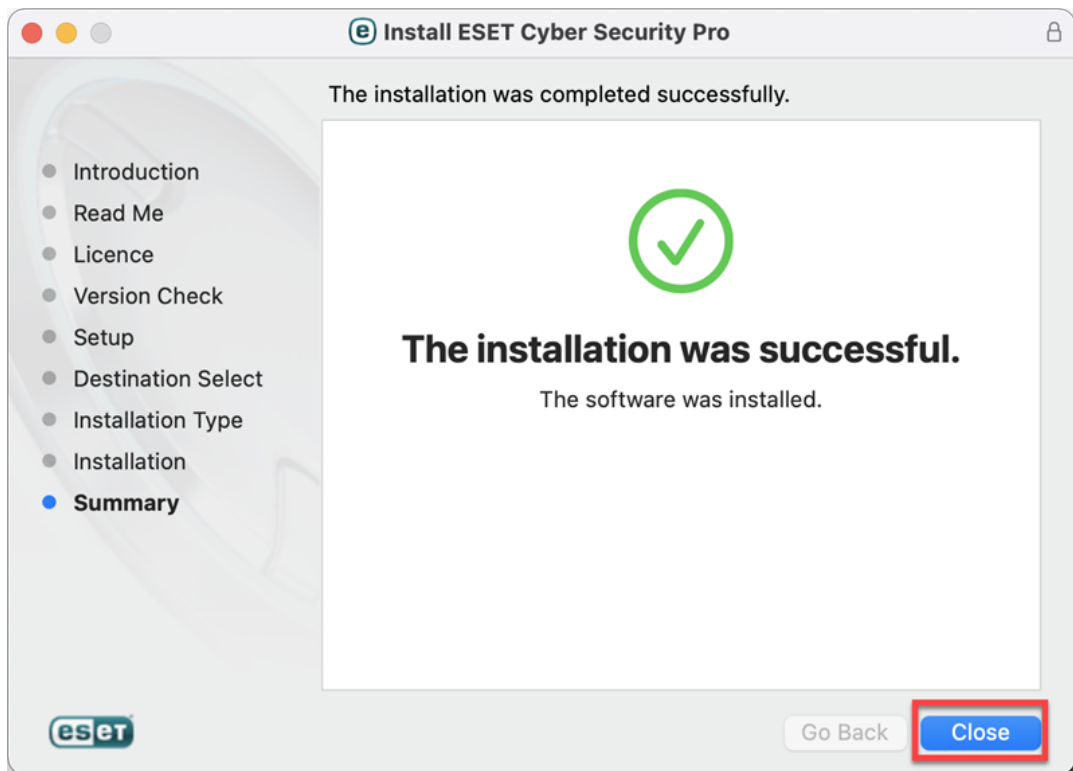 Install ESET Cyber Security Pro
The installation was completed successfully.
Introduction
Read Me
Licence
Version Check
Setup
Destination Select
Installation Type
Installation
Summary
The installation was successful.
The software was installed.
eseT
Go Back
Close